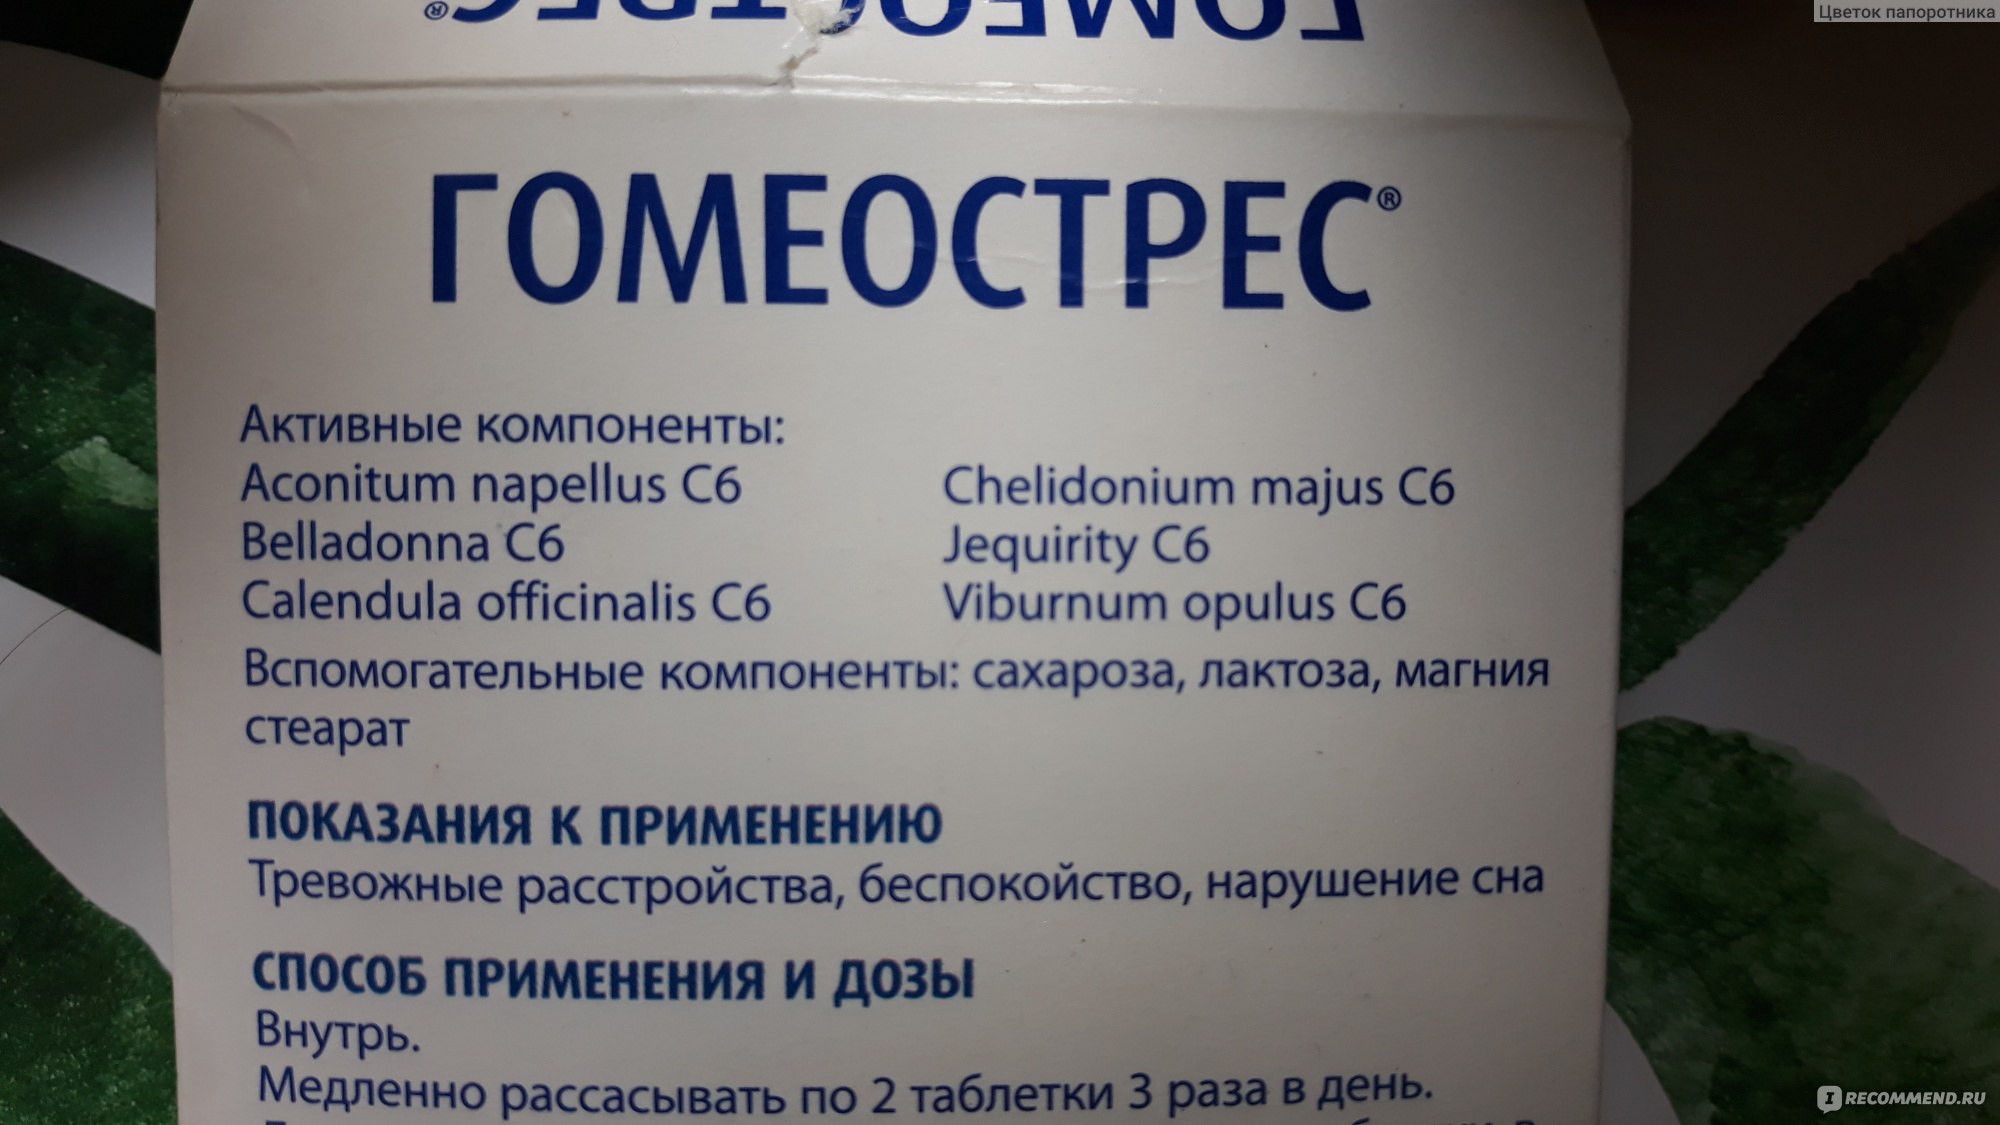 Цветок папоротника
ГОМЕОСТРЕС®
ГОМЕОСТРЕС®
Активные компоненты:
Aconitum napellus C6
Belladonna C6
Calendula officinalis C6
Chelidonium majus C6
Jequirity C6
Viburnum opulus C6
Вспомогательные компоненты: сахароза, лактоза, магния
стеарат
ПОКАЗАНИЯ К ПРИМЕНЕНИЮ
Тревожные расстройства, беспокойство, нарушение сна
СПОСОБ ПРИМЕНЕНИЯ И ДОЗЫ
Внутрь.
Медленно рассасывать по 2 таблетки 3 раза в день.
IRECOMMEND.RU